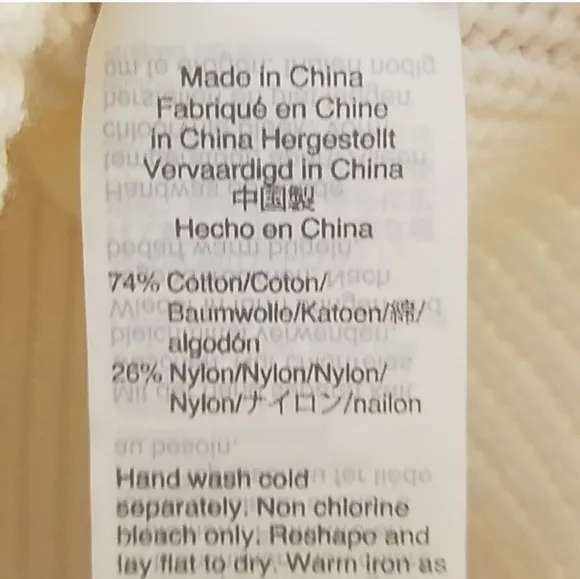 Made in China
Fabriqué en Chine
in China Hergestellt
Vervaardigd in China
中国製
Hecho en China
74% Cotton/Coton/
Baumwolle/Katoen/綿/
algodón
26% Nylon/Nylon/Nylon/
Nylon/ナイロン/nailon
Hand wash cold
separately. Non chlorine
bleach only. Reshape and
lay flat to dry. Warm iron as